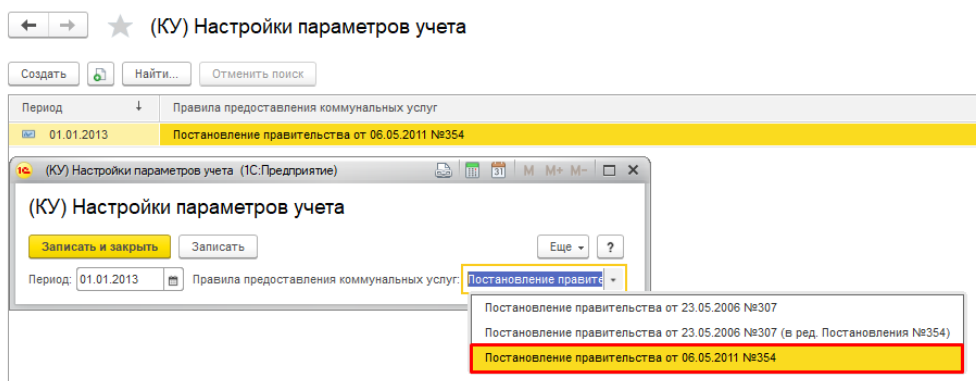 (КУ) Настройки параметров учета
Создать Найти... Отменить поиск
Период ↓ Правила предоставления коммунальных услуг
01.01.2013 Постановление правительства от 06.05.2011 №354
1С (КУ) Настройки параметров учета (1С:Предприятие) 31 M M+ M-
(КУ) Настройки параметров учета
Записать и закрыть Записать Еще ?
Период: 01.01.2013 Правила предоставления коммунальных услуг: Постановление правите
Постановление правительства от 23.05.2006 №307
Постановление правительства от 23.05.2006 №307 (в ред. Постановления №354)
Постановление правительства от 06.05.2011 №354